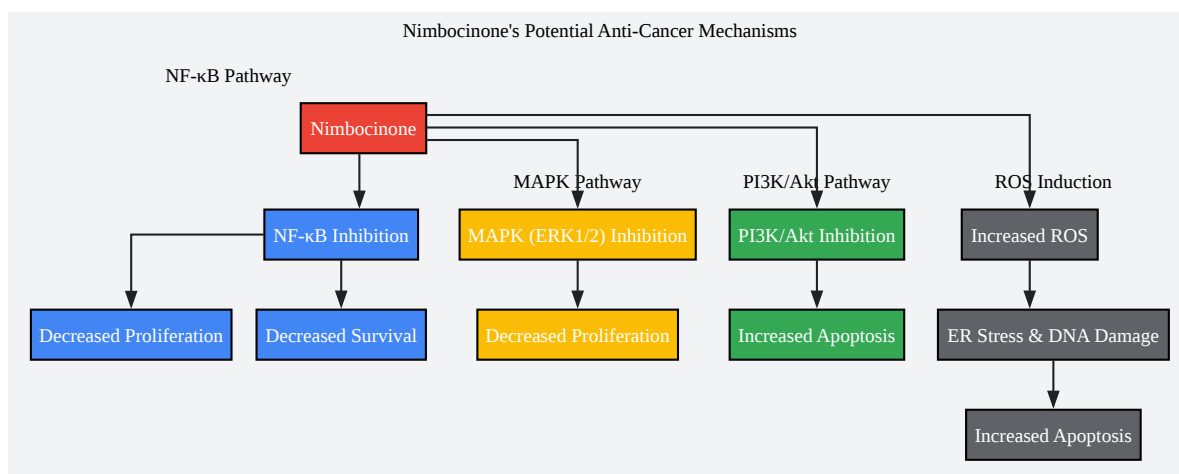 Nimbocinone's Potential Anti-Cancer Mechanisms
NF-κB Pathway
Nimbocinone
MAPK Pathway
PI3K/Akt Pathway
ROS Induction
NF-κB Inhibition
MAPK (ERK1/2) Inhibition
PI3K/Akt Inhibition
Increased ROS
Decreased Proliferation
Decreased Survival
Decreased Proliferation
Increased Apoptosis
ER Stress & DNA Damage
Increased Apoptosis